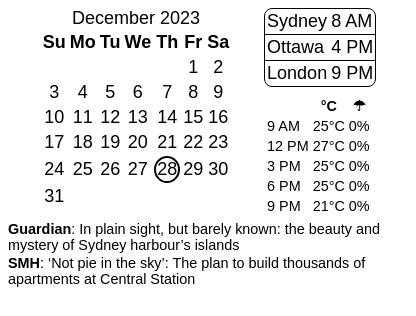 December 2023
Su Mo Tu We Th Fr Sa
1 2
3 4 5 6 7 8 9
10 11 12 13 14 15 16
17 18 19 20 21 22 23
24 25 26 27 28 29 30
31
Sydney 8 AM
Ottawa 4 PM
London 9 PM
°C ☂
9 AM 25°C 0%
12 PM 27°C 0%
3 PM 25°C 0%
6 PM 25°C 0%
9 PM 21°C 0%
Guardian: In plain sight, but barely known: the beauty and
mystery of Sydney harbour’s islands
SMH: ‘Not pie in the sky’: The plan to build thousands of
apartments at Central Station